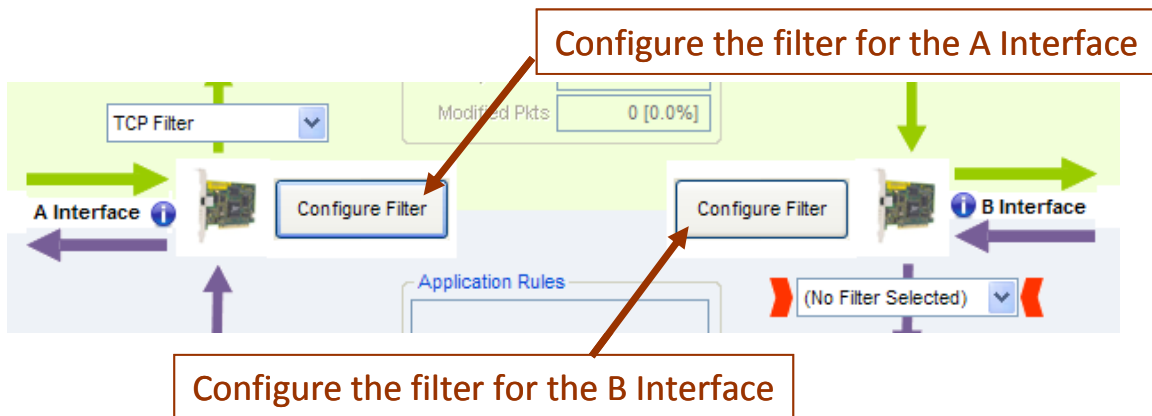 Configure the filter for the A Interface
TCP Filter
Modified Pkts
0 [0.0%]
A Interface
Configure Filter
Configure Filter
B Interface
Application Rules
(No Filter Selected)
Configure the filter for the B Interface